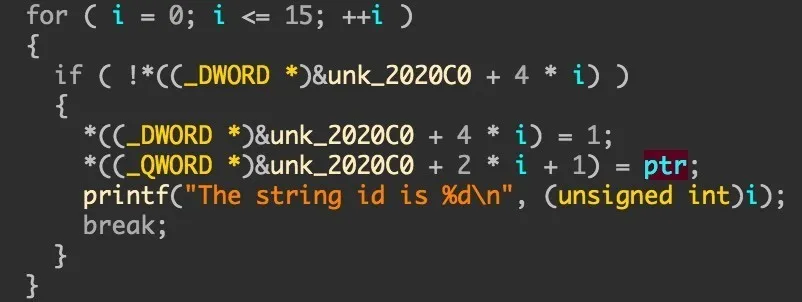 for ( i = 0; i <= 15; ++i )
{
  if ( !*((_DWORD *)&unk_2020C0 + 4 * i) )
  {
    *((_DWORD *)&unk_2020C0 + 4 * i) = 1;
    *((_QWORD *)&unk_2020C0 + 2 * i + 1) = ptr;
    printf("The string id is %d\n", (unsigned int)i);
    break;
  }
}